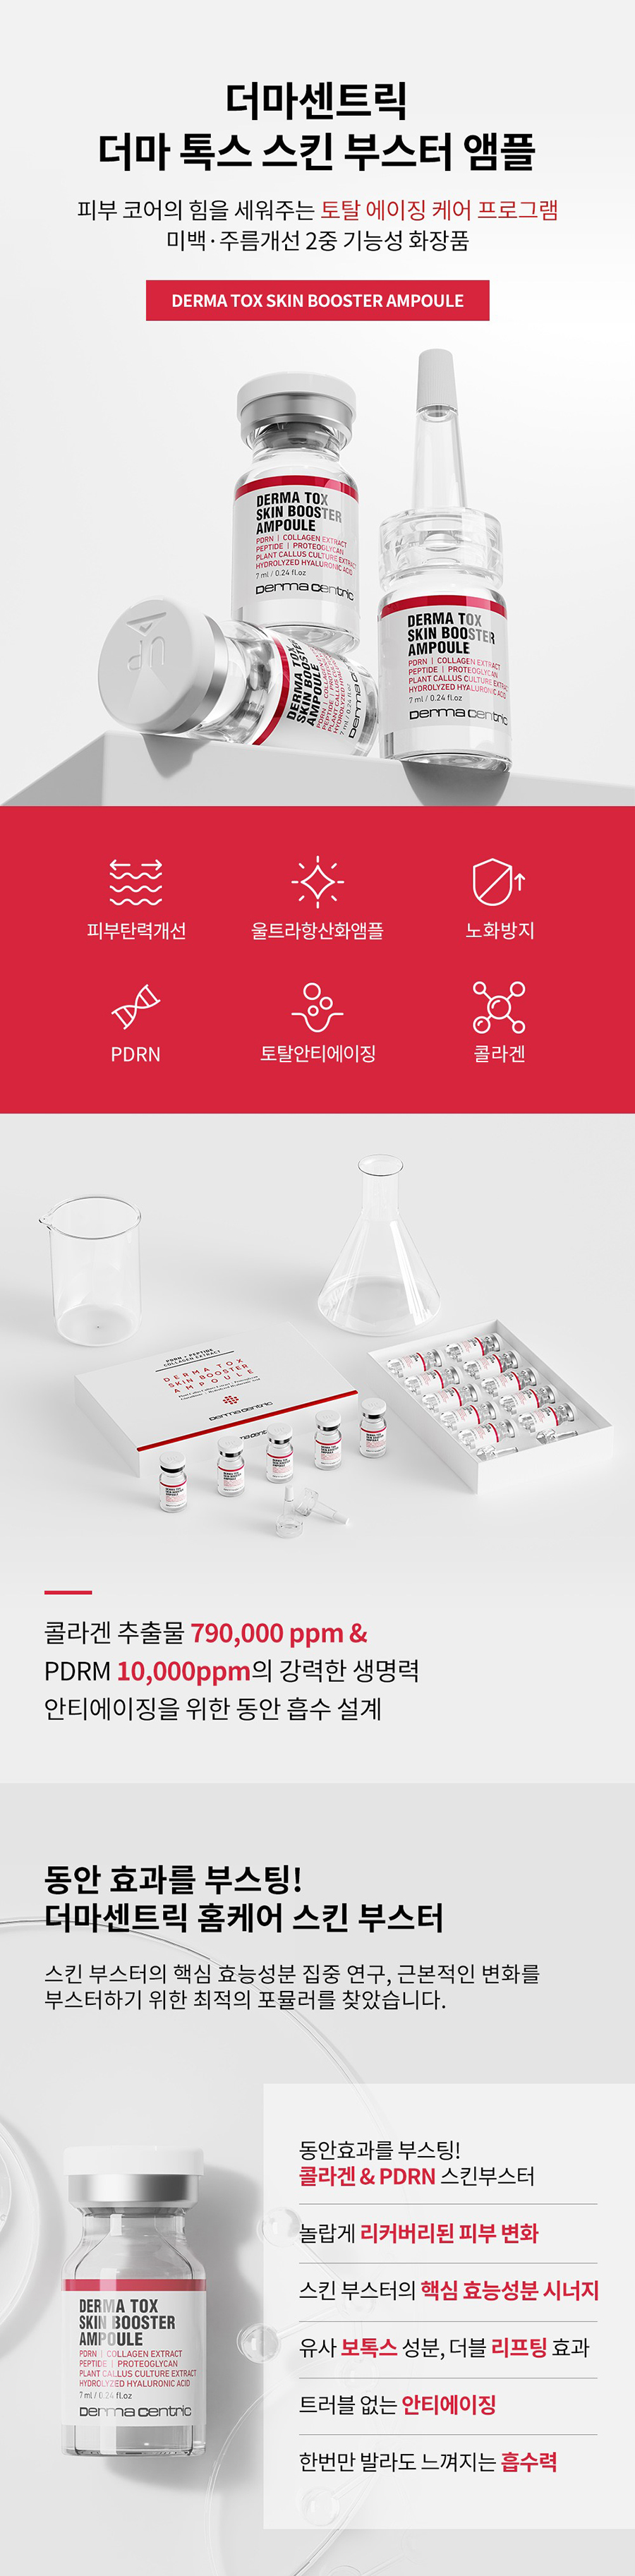 더마센트릭
더마 톡스 스킨 부스터 앰플
피부 코어의 힘을 세워주는 토탈 에이징 케어 프로그램
미백·주름개선 2중 기능성 화장품
DERMA TOX SKIN BOOSTER AMPOULE
DERMA TOX
SKIN BOOSTER
AMPOULE
PDRN | COLLAGEN EXTRACT
PEPTIDE | PROTEOGLYCAN
PLANT CALLUS CULTURE EXTRACT
HYDROLYZED HYALURONIC ACID
7 ml / 0.24 fl.oz
Derma Centric
DERMA TOX
SKIN BOOSTER
AMPOULE
PDRN | COLLAGEN EXTRACT
PEPTIDE | PROTEOGLYCAN
PLANT CALLUS CULTURE EXTRACT
HYDROLYZED HYALURONIC ACID
7 ml / 0.24 fl.oz
Derma Centric
DERMA TOX
SKIN BOOSTER
AMPOULE
피부탄력개선
울트라항산화앰플
노화방지
PDRN
토탈안티에이징
콜라겐
PDRN + PEPTIDE
COLLAGEN EXTRACT
DERMA TOX
SKIN BOOSTER
AMPOULE
Derma Centric
콜라겐 추출물 790,000 ppm &
PDRM 10,000ppm의 강력한 생명력
안티에이징을 위한 동안 흡수 설계
동안 효과를 부스팅!
더마센트릭 홈케어 스킨 부스터
스킨 부스터의 핵심 효능성분 집중 연구, 근본적인 변화를
부스터하기 위한 최적의 포뮬러를 찾았습니다.
동안효과를 부스팅!
콜라겐 & PDRN 스킨부스터
놀랍게 리커버리된 피부 변화
스킨 부스터의 핵심 효능성분 시너지
유사 보톡스 성분, 더블 리프팅 효과
트러블 없는 안티에이징
한번만 발라도 느껴지는 흡수력
DERMA TOX
SKIN BOOSTER
AMPOULE
PDRN | COLLAGEN EXTRACT
PEPTIDE | PROTEOGLYCAN
PLANT CALLUS CULTURE EXTRACT
HYDROLYZED HYALURONIC ACID
7 ml / 0.24 fl.oz
Derma Centric